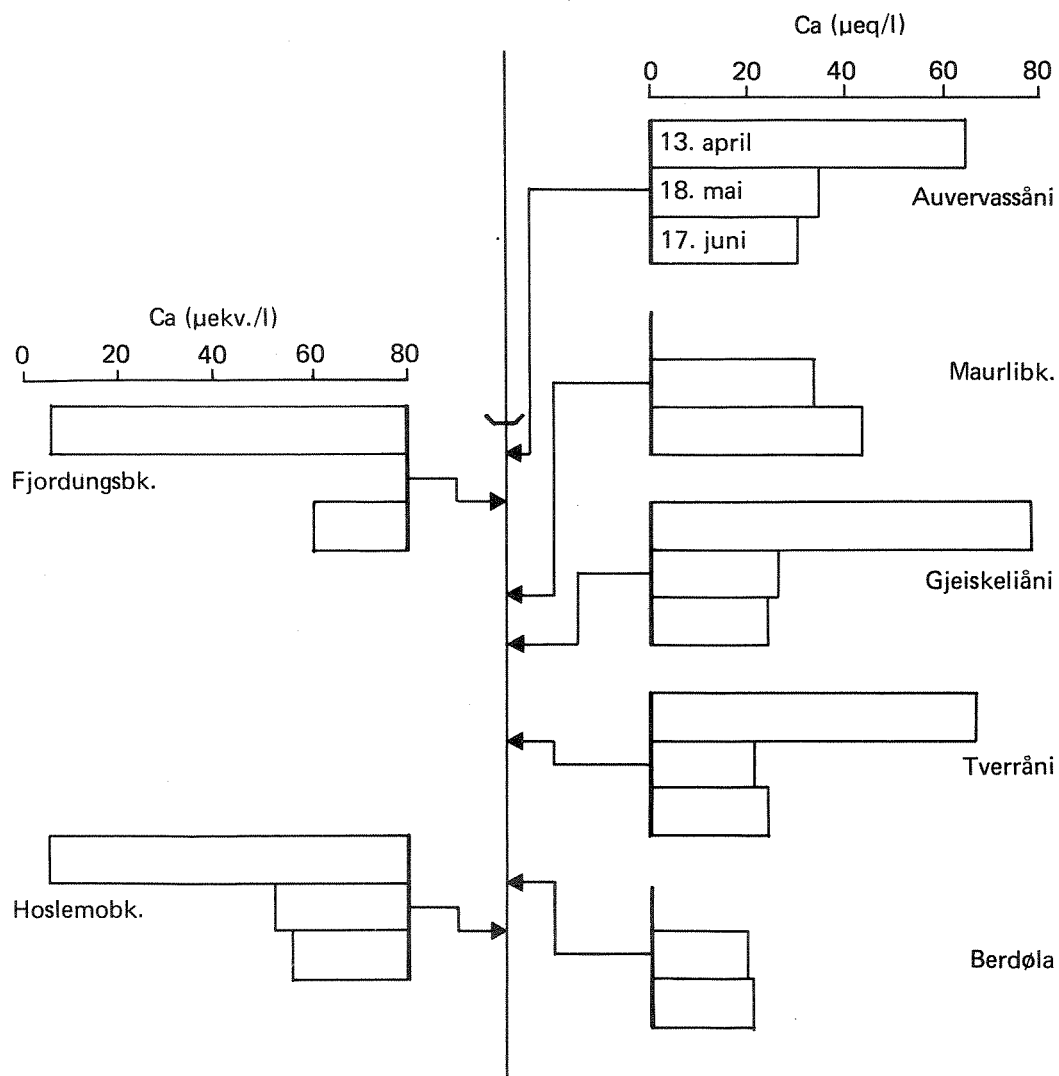 Ca (µeq/l)
0 20 40 60 80
13. april
18. mai
Auvervassåni
17. juni
Ca (µekv./l)
0 20 40 60 80
Maurlibk.
Fjordungsbk.
Gjeiskeliåni
Tverråni
Hoslemobk.
Berdøla